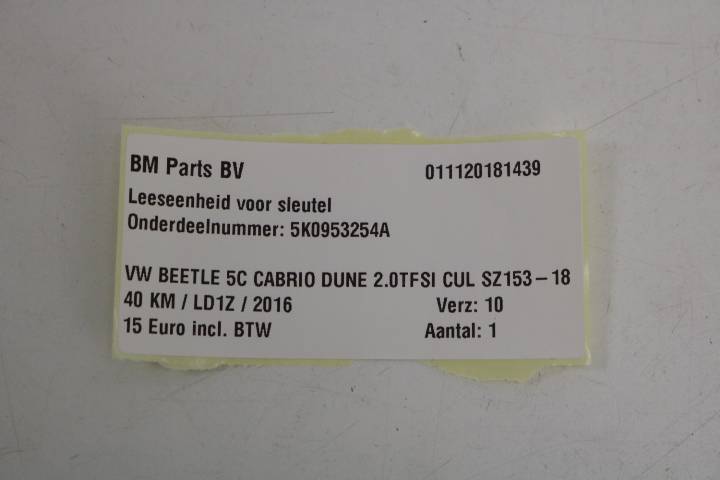 BM Parts BV 011120181439
Leeseenheid voor sleutel
Onderdeelnummer: 5K0953254A
VW BEETLE 5C CABRIO DUNE 2.0TFSI CUL SZ153-18
40 KM / LD1Z / 2016 Verz: 10
15 Euro incl. BTW Aantal: 1